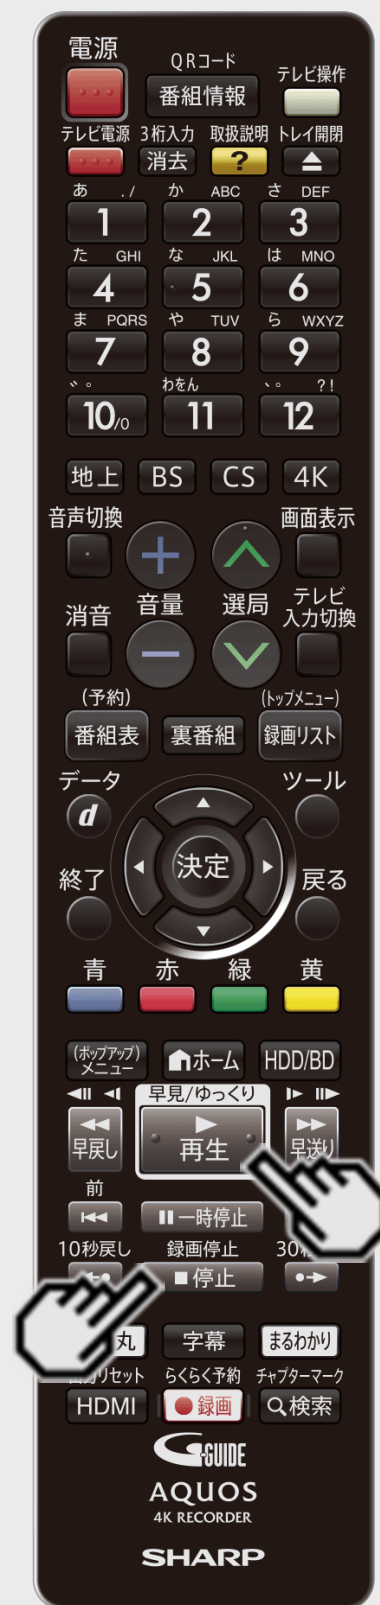 電源
QRコード
番組情報
テレビ操作
テレビ電源 3桁入力 取扱説明 トレイ開閉
消去 ?
あ ./ か ABC さ DEF
1 2 3
た GHI な JKL は MNO
4 5 6
ま PQRS や TUV ら WXYZ
7 8 9
゛゜ わをん 、。 ?!
10/0 11 12
地上 BS CS 4K
音声切換 画面表示
音量 選局
消音 テレビ
入力切換
(予約) (トップメニュー)
番組表 裏番組 録画リスト
データ ツール
d
決定
終了 戻る
青 赤 緑 黄
(ポップアップ)
メニュー ホーム HDD/BD
早見/ゆっくり
早戻し 再生 早送り
前
一時停止
10秒戻し 録画停止 30
停止
丸 字幕 まるわかり
リセット らくらく予約 チャプターマーク
HDMI 録画 検索
G-GUIDE
AQUOS
4K RECORDER
SHARP